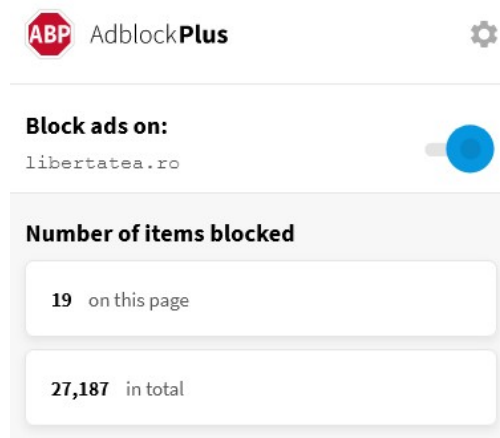 ABP AdblockPlus
Block ads on:
libertatea.ro
Number of items blocked
19 on this page
27,187 in total